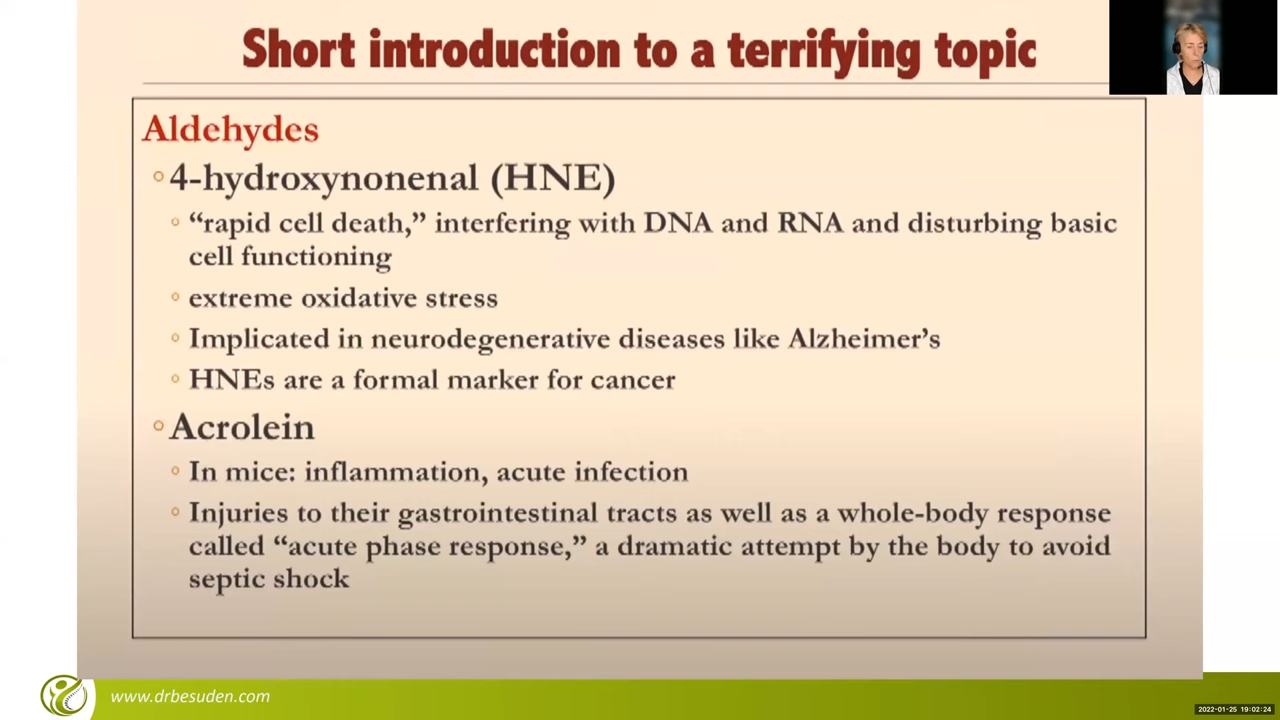 Short introduction to a terrifying topic
Aldehydes
4-hydroxynonenal (HNE)
“rapid cell death,” interfering with DNA and RNA and disturbing basic
cell functioning
extreme oxidative stress
Implicated in neurodegenerative diseases like Alzheimer’s
HNEs are a formal marker for cancer
Acrolein
In mice: inflammation, acute infection
Injuries to their gastrointestinal tracts as well as a whole-body response
called “acute phase response,” a dramatic attempt by the body to avoid
septic shock
www.drbesuden.com
2022-01-25 19:02:24